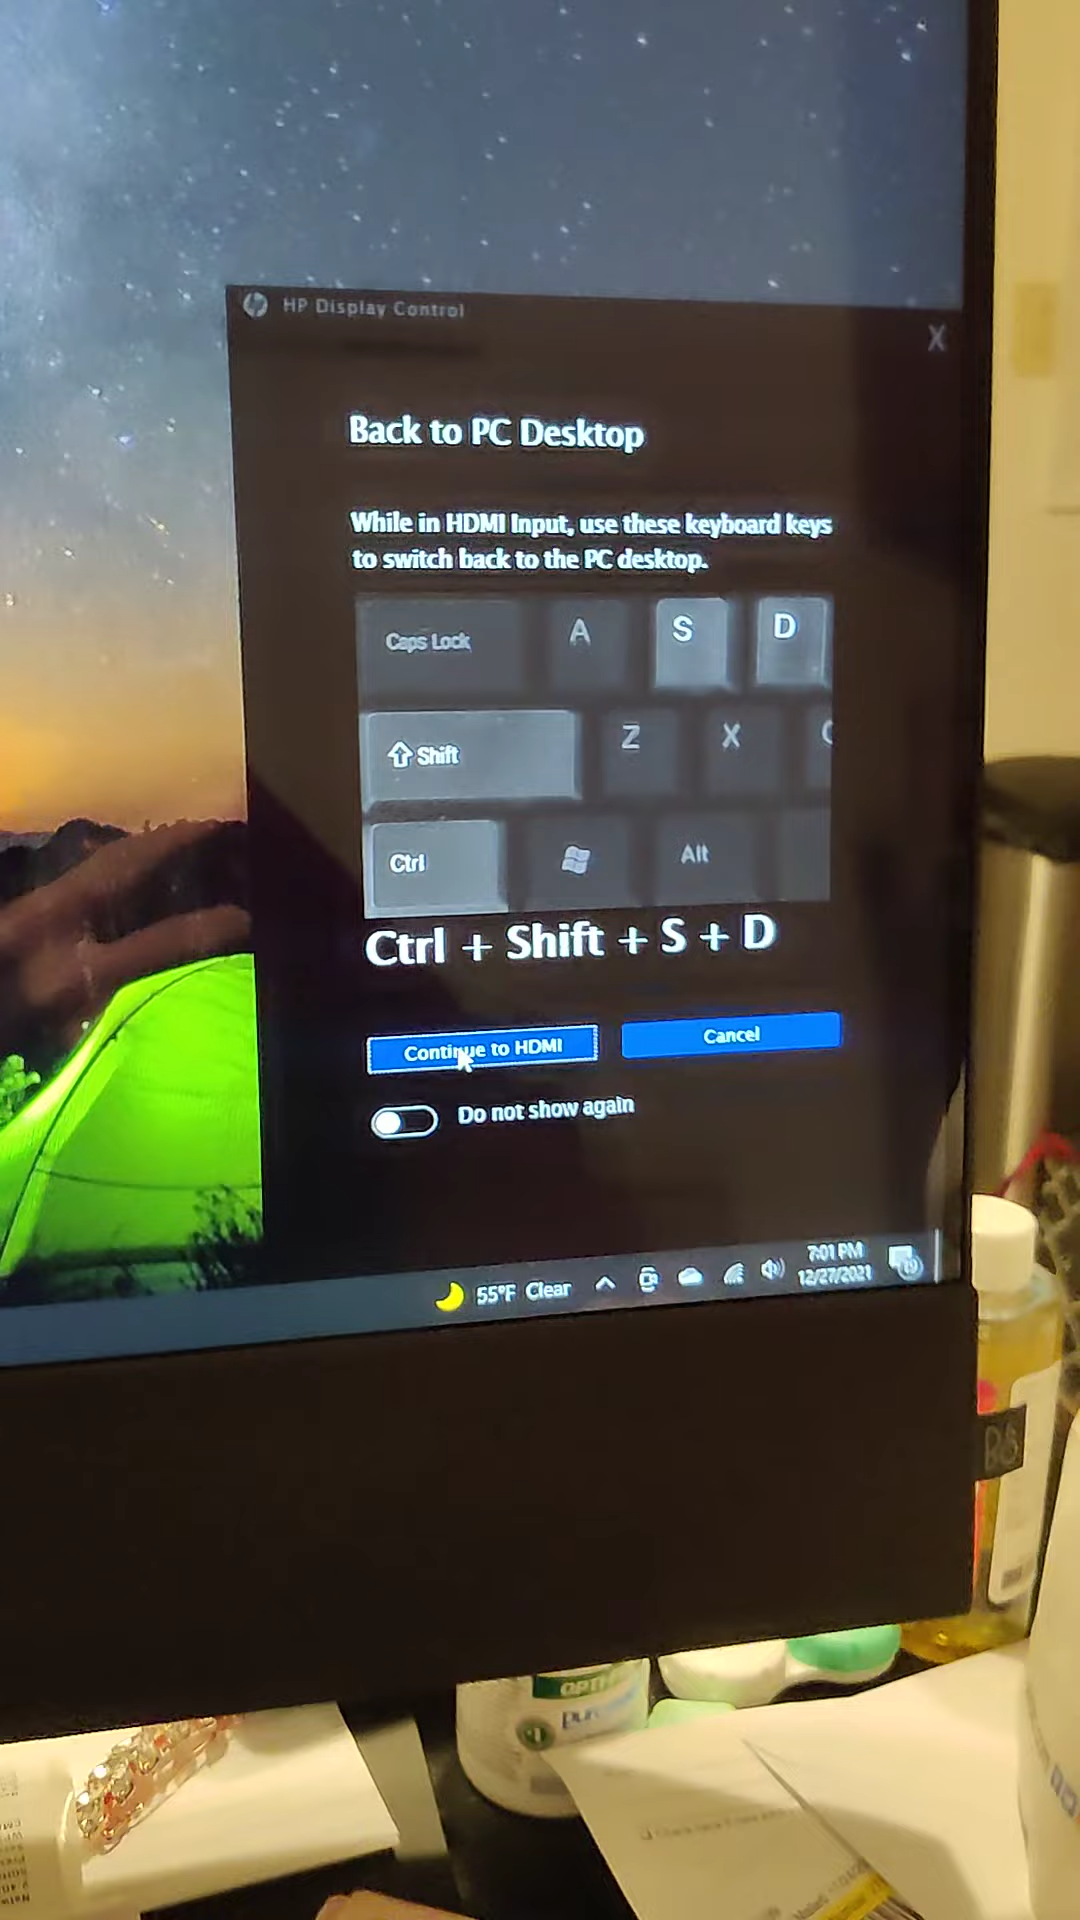 HP Display Control
X
Back to PC Desktop
While in HDMI Input, use these keyboard keys
to switch back to the PC desktop.
Caps Lock A S D
Shift Z X
Ctrl Alt
Ctrl + Shift + S + D
Continue to HDMI Cancel
Do not show again
7:01 PM
55°F Clear 12/27/2021
B&O
OPTI